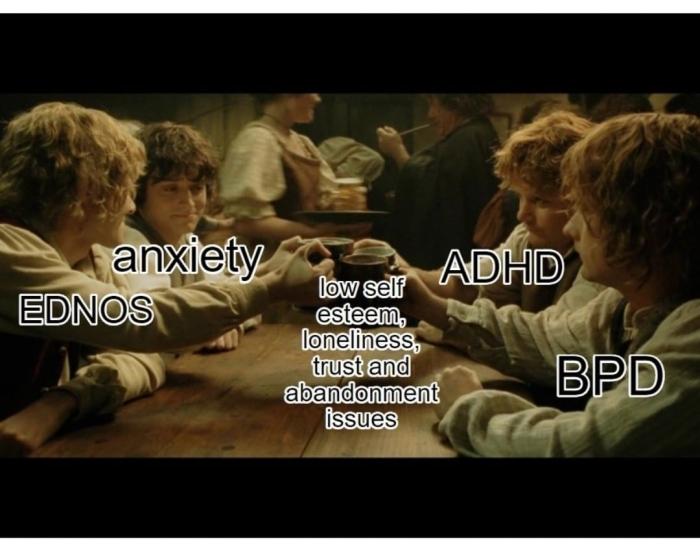 anxiety
ADHD
EDNOS
low self
esteem,
loneliness,
trust and
abandonment
issues
BPD